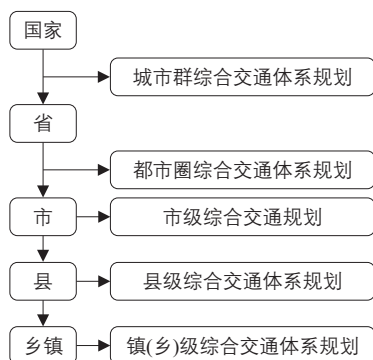 国家
城市群综合交通体系规划
省
都市圈综合交通体系规划
市
市级综合交通规划
县
县级综合交通体系规划
乡镇
镇(乡)级综合交通体系规划